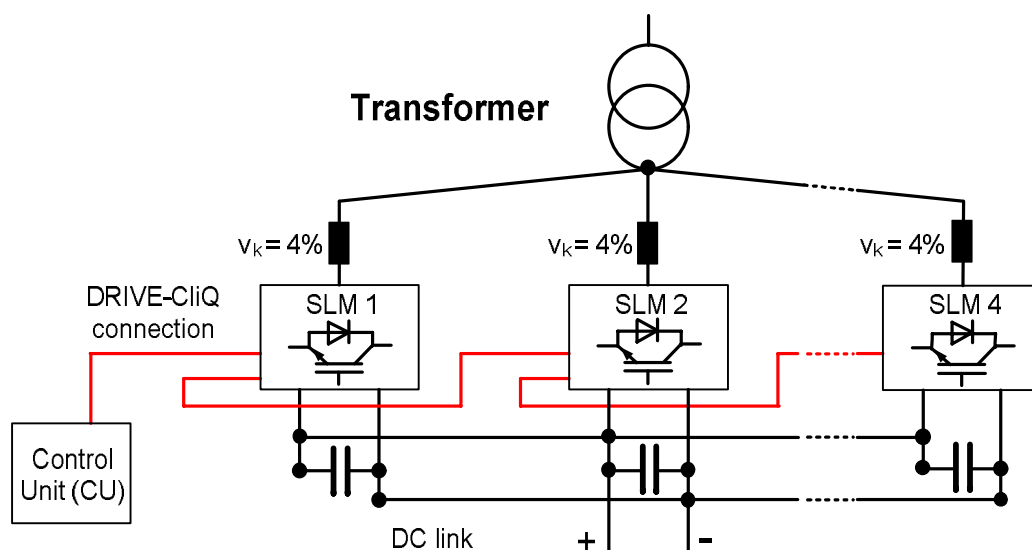 Transformer
vk = 4%
vk = 4%
vk = 4%
DRIVE-CliQ
connection
SLM 1
SLM 2
SLM 4
Control
Unit (CU)
DC link
+
-